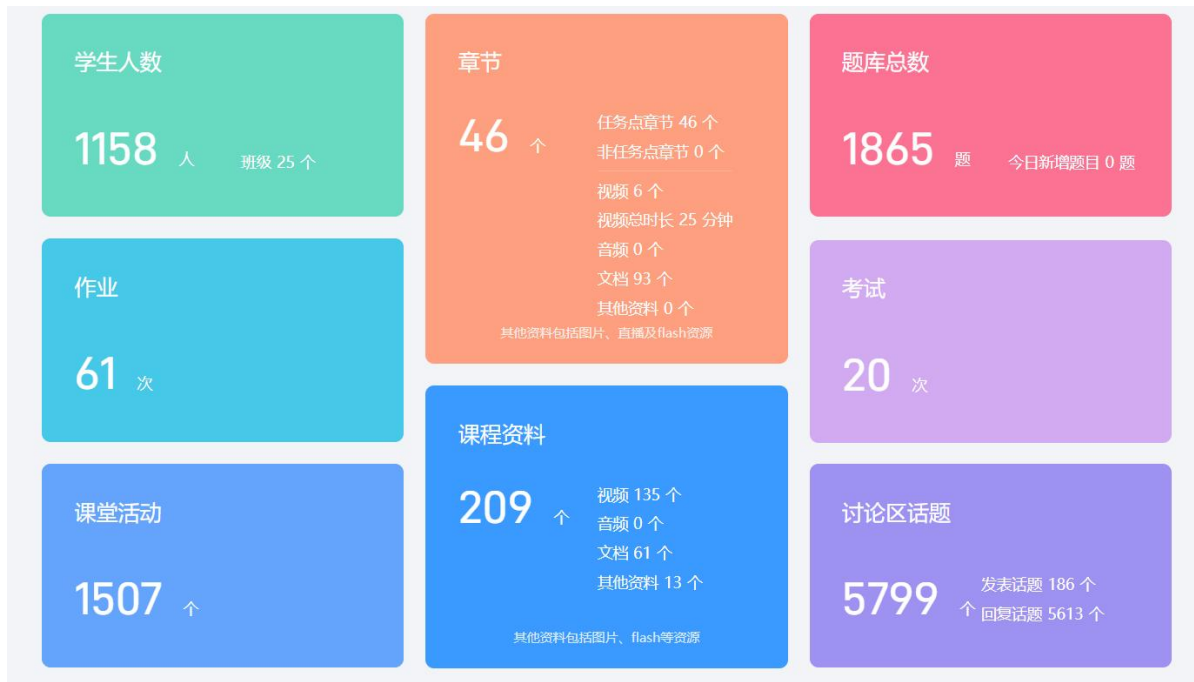 学生人数
1158 人 班级 25 个
章节
46 个
任务点章节 46 个
非任务点章节 0 个
视频 6 个
视频总时长 25 分钟
音频 0 个
文档 93 个
其他资料 0 个
其他资料包括图片、直播及flash资源
题库总数
1865 题 今日新增题目 0 题
作业
61 次
考试
20 次
课堂活动
1507 个
课程资料
209 个
视频 135 个
音频 0 个
文档 61 个
其他资料 13 个
其他资料包括图片、flash等资源
讨论区话题
5799 个
发表话题 186 个
回复话题 5613 个